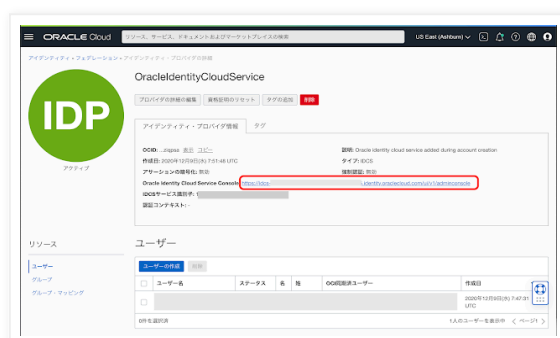 ORACLE Cloud
リソース、サービス、ドキュメントおよびマーケットプレイスの検索
US East (Ashburn)
アイデンティティ » フェデレーション » アイデンティティ・プロバイダの詳細
IDP
アクティブ
OracleIdentityCloudService
プロバイダの詳細の編集 資格証明のリセット タグの追加 削除
アイデンティティ・プロバイダ情報 タグ
OCID: 表示 コピー
説明: Oracle identity cloud service added during account creation
作成日: 2020年12月9日(水) 7:51:48 UTC
タイプ: IDCS
アサーションの暗号化: 無効
強制認証: 無効
Oracle Identity Cloud Service Console: https://idcs- .identity.oraclecloud.com/ui/v1/adminconsole
IDCSサービス識別子:
認証コンテキスト: -
リソース
ユーザー
グループ
グループ・マッピング
ユーザー
ユーザーの作成 削除
ユーザー名 ステータス 名 姓 OCI同期済ユーザー 作成日
2020年12月9日(水) 7:47:31 UTC
0件を選択済
1人のユーザーを表示中 ページ1